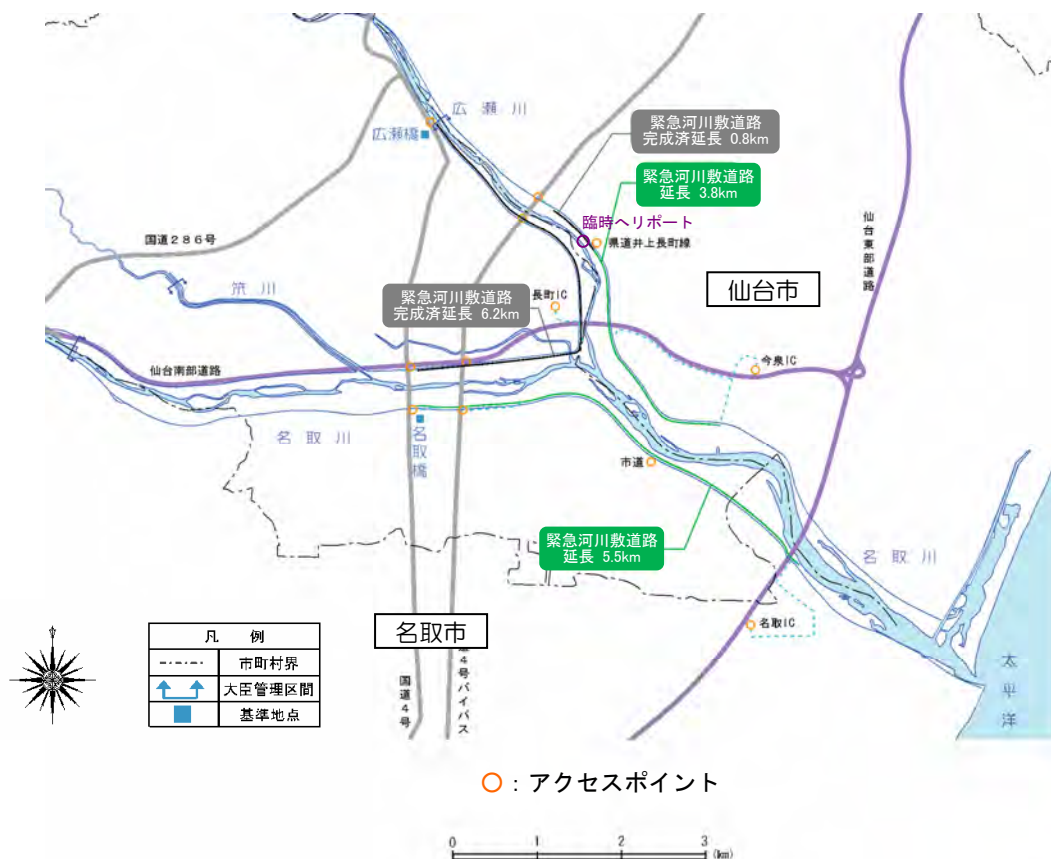 広瀬川
広瀬橋
緊急河川敷道路
完成済延長 0.8km
緊急河川敷道路
延長 3.8km
臨時ヘリポート
県道井上長町線
仙台東部道路
国道286号
笊川
緊急河川敷道路
完成済延長 6.2km
長町IC
仙台市
今泉IC
仙台南部道路
名取川
名取橋
市道
緊急河川敷道路
延長 5.5km
名取川
名取IC
名取市
国道4号
道4号バイパス
太平洋
凡 例
市町村界
大臣管理区間
基準地点
○：アクセスポイント
0 1 2 3 (km)